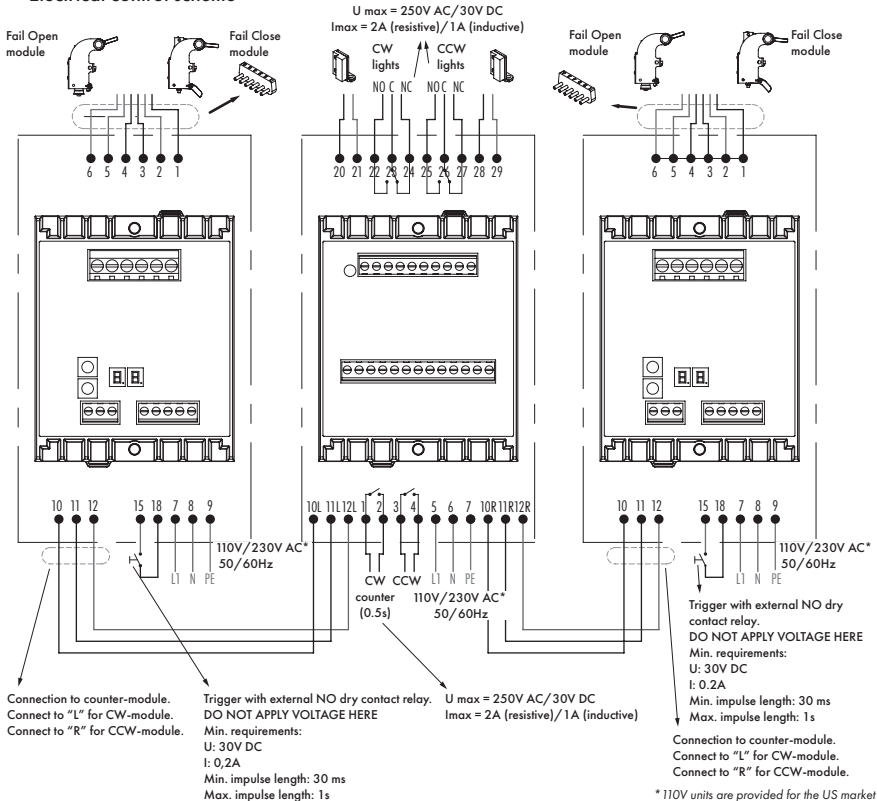 Electrical control scheme
U max = 250V AC/30V DC
Imax = 2A (resistive)/1A (inductive)
Fail Open
module
Fail Close
module
CW
lights
CCW
lights
Fail Open
module
Fail Close
module
NO C NC
NO C NC
6 5 4 3 2 1
20 21 22 23 24 25 26 27 28 29
6 5 4 3 2 1
8. 8.
8. 8.
10 11 12 15 18 7 8 9
10L 11L 12L 1 2 3 4 5 6 7 10R 11R 12R
10 11 12 15 18 7 8 9
110V/230V AC*
50/60Hz
L1 N PE
CW
counter
(0.5s)
CCW
L1 N PE
110V/230V AC*
50/60Hz
110V/230V AC*
50/60Hz
L1 N PE
Connection to counter-module.
Connect to "L" for CW-module.
Connect to "R" for CCW-module.
Trigger with external NO dry contact relay.
DO NOT APPLY VOLTAGE HERE
Min. requirements:
U: 30V DC
I: 0,2A
Min. impulse length: 30 ms
Max. impulse length: 1s
U max = 250V AC/30V DC
Imax = 2A (resistive)/1A (inductive)
Trigger with external NO dry
contact relay.
DO NOT APPLY VOLTAGE HERE
Min. requirements:
U: 30V DC
I: 0.2A
Min. impulse length: 30 ms
Max. impulse length: 1s
Connection to counter-module.
Connect to "L" for CW-module.
Connect to "R" for CCW-module.
* 110V units are provided for the US market